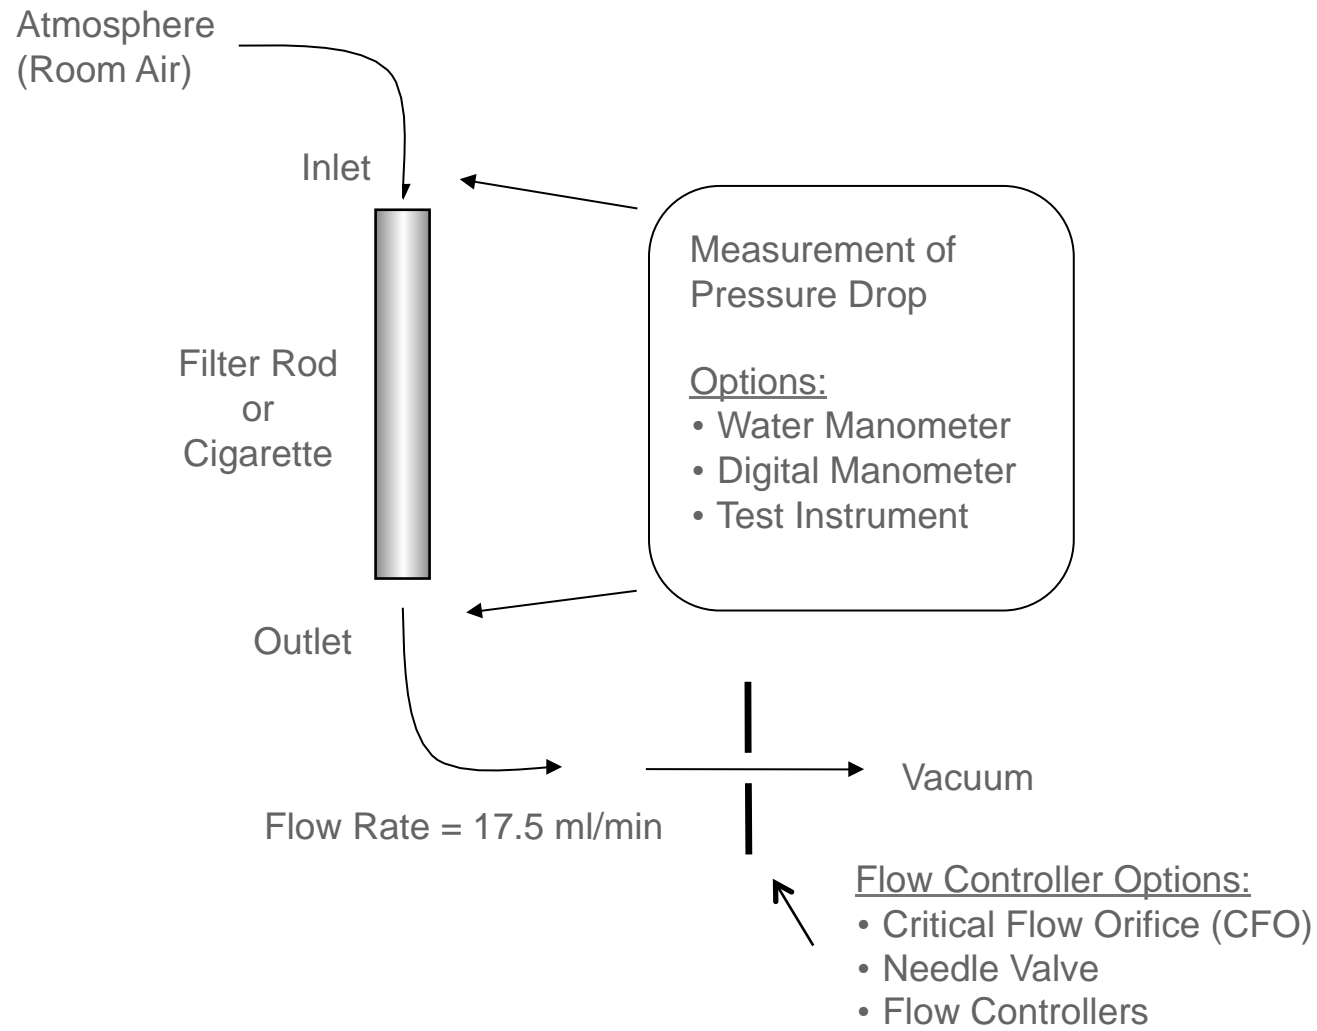 Atmosphere
(Room Air)
Inlet
Filter Rod
or
Cigarette
Measurement of
Pressure Drop
Options:
• Water Manometer
• Digital Manometer
• Test Instrument
Outlet
Flow Rate = 17.5 ml/min
Vacuum
Flow Controller Options:
• Critical Flow Orifice (CFO)
• Needle Valve
• Flow Controllers